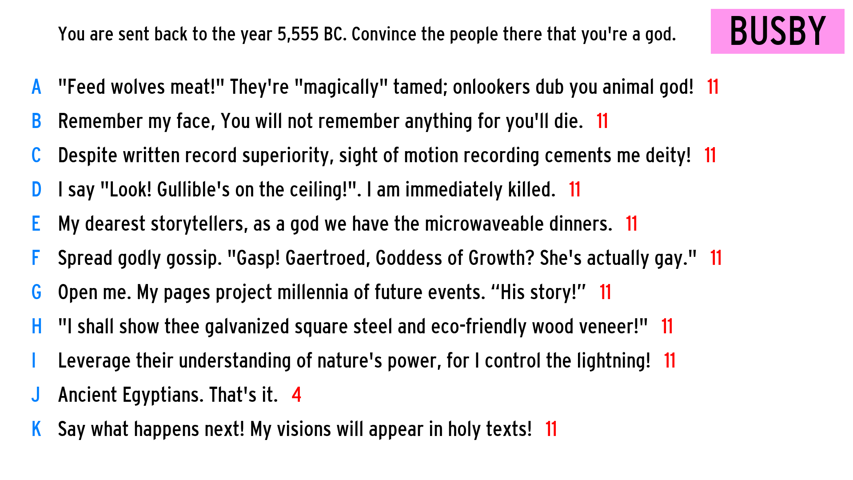 You are sent back to the year 5,555 BC. Convince the people there that you're a god.
BUSBY
A "Feed wolves meat!" They're "magically" tamed; onlookers dub you animal god! 11
B Remember my face, You will not remember anything for you'll die. 11
C Despite written record superiority, sight of motion recording cements me deity! 11
D I say "Look! Gullible's on the ceiling!". I am immediately killed. 11
E My dearest storytellers, as a god we have the microwaveable dinners. 11
F Spread godly gossip. "Gasp! Gaertroed, Goddess of Growth? She's actually gay." 11
G Open me. My pages project millennia of future events. “His story!” 11
H "I shall show thee galvanized square steel and eco-friendly wood veneer!" 11
I Leverage their understanding of nature's power, for I control the lightning! 11
J Ancient Egyptians. That's it. 4
K Say what happens next! My visions will appear in holy texts! 11